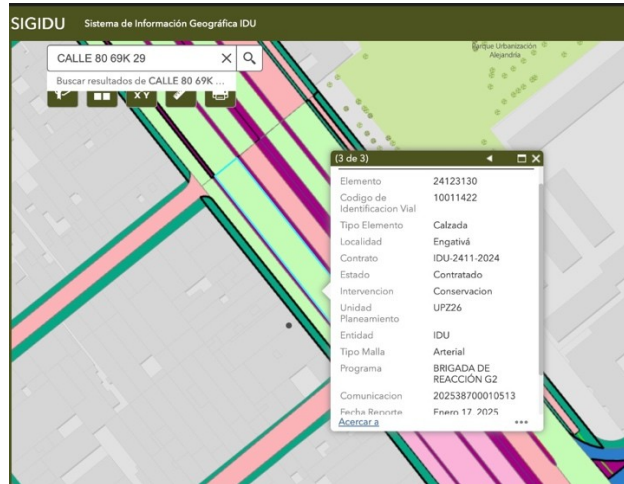 SIGIDU Sistema de Información Geográfica IDU
CALLE 80 69K 29
Buscar resultados de CALLE 80 69K ...
X Y
Parque Urbanización
Alejandría
(3 de 3)
Elemento 24123130
Codigo de
Identificacion Vial 10011422
Tipo Elemento Calzada
Localidad Engativá
Contrato IDU-2411-2024
Estado Contratado
Intervencion Conservacion
Unidad
Planeamiento UPZ26
Entidad IDU
Tipo Malla Arterial
Programa BRIGADA DE
REACCIÓN G2
Comunicacion 202538700010513
Fecha Reporte Enero 17, 2025
Acercar a